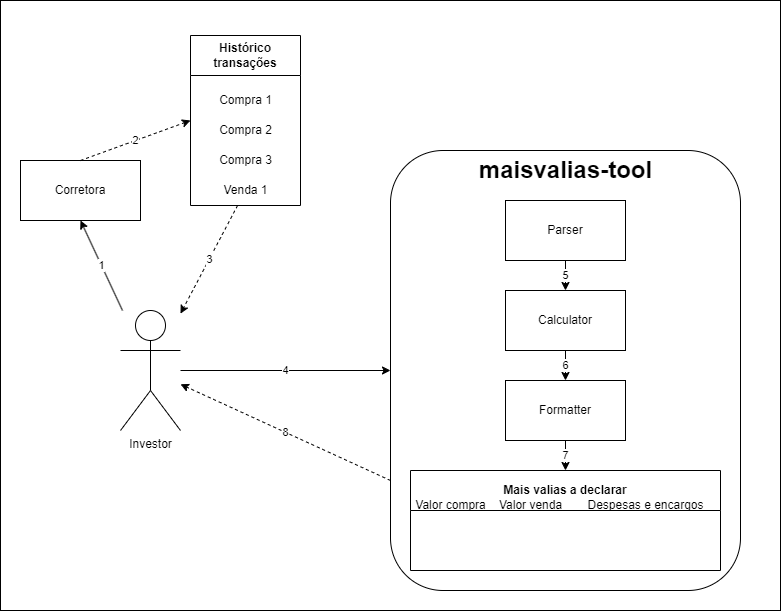 Histórico
transações
Compra 1
Compra 2
Compra 3
Venda 1
2
Corretora
1
3
Investor
4
8
maisvalias-tool
Parser
5
Calculator
6
Formatter
7
Mais valias a declarar
Valor compra Valor venda Despesas e encargos